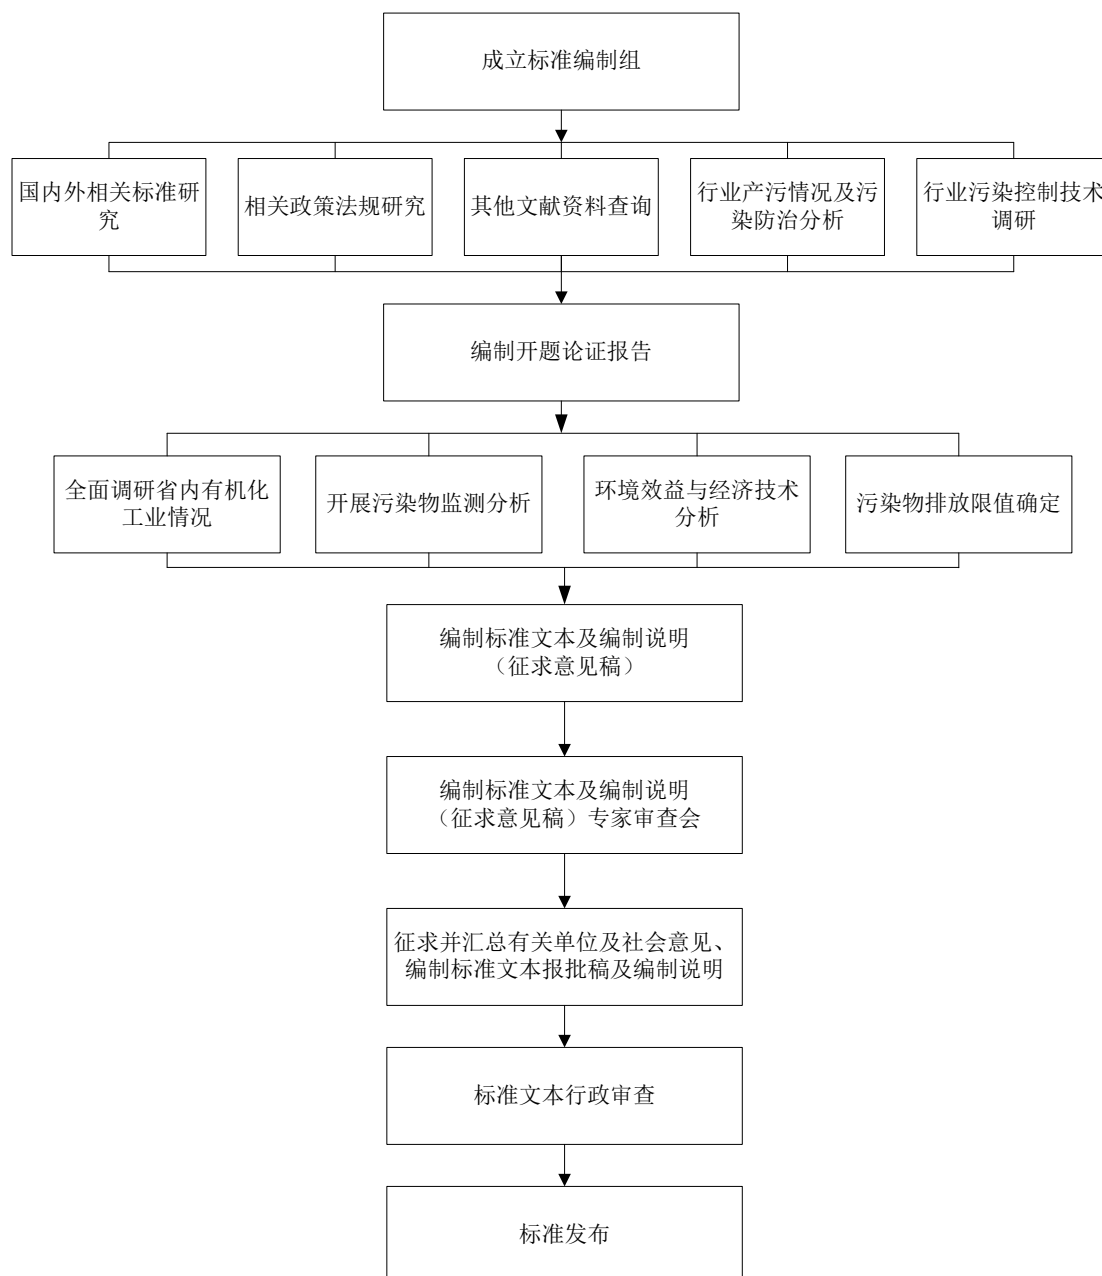 成立标准编制组
国内外相关标准研
究
相关政策法规研究
其他文献资料查询
行业产污情况及污
染防治分析
行业污染控制技术
调研
编制开题论证报告
全面调研省内有机化
工业情况
开展污染物监测分析
环境效益与经济技术
分析
污染物排放限值确定
编制标准文本及编制说明
（征求意见稿）
编制标准文本及编制说明
（征求意见稿）专家审查会
征求并汇总有关单位及社会意见、
编制标准文本报批稿及编制说明
标准文本行政审查
标准发布